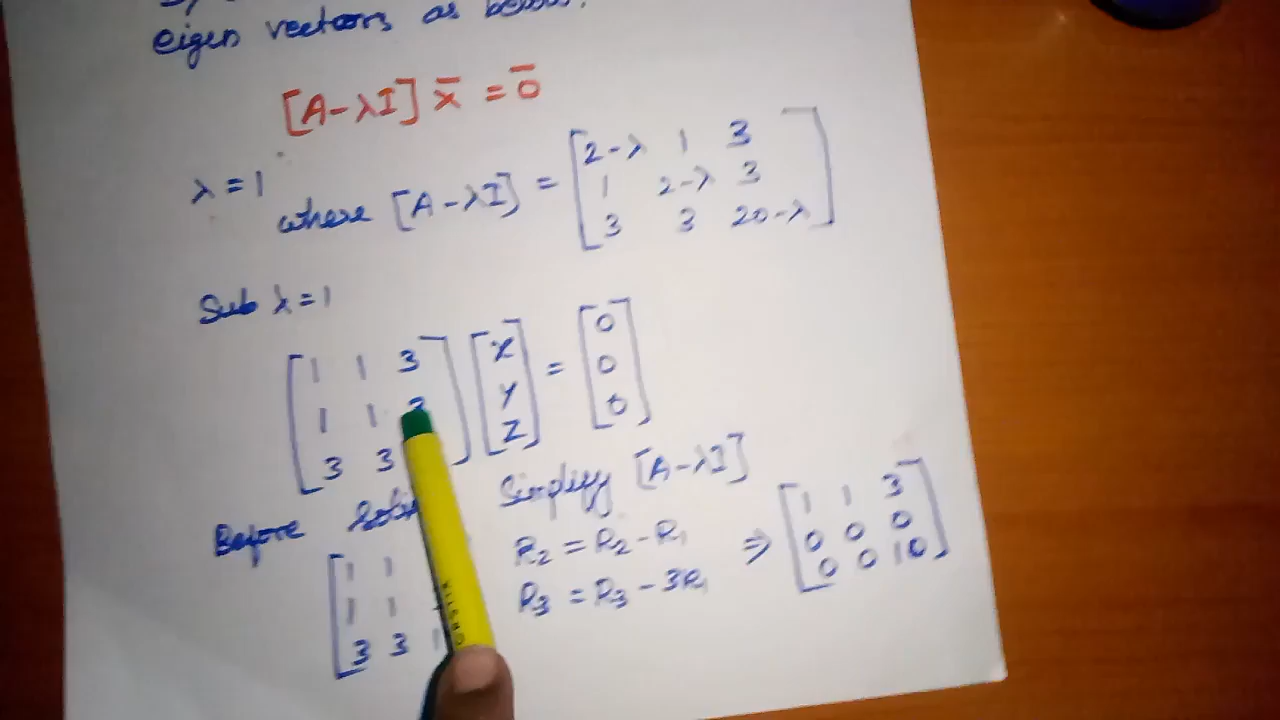 eigen vectors as below.
[A-λI] x̄ = 0̄
λ = 1
where [A-λI] = [2-λ 1 3
1 2-λ 3
3 3 20-λ]
Sub λ = 1
[1 1 3] [x] = [0]
[1 1] [y] [0]
[3 3] [z] [0]
Before Simplify [A-λI]
[1 1
1 1
3 3
R2 = R2 - R1
R3 = R3 - 3R1
⇒ [1 1 3
0 0 0
0 0 10]